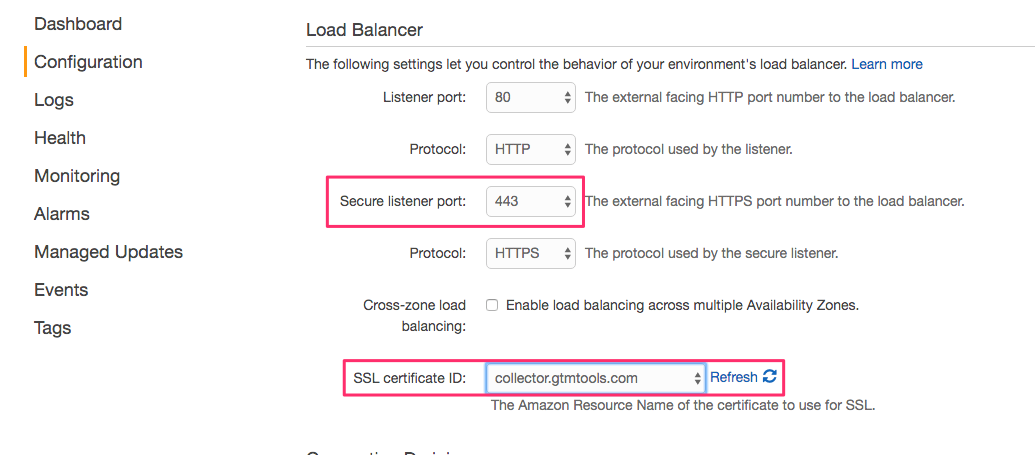 Dashboard
Configuration
Logs
Health
Monitoring
Alarms
Managed Updates
Events
Tags
Load Balancer
The following settings let you control the behavior of your environment's load balancer. Learn more
Listener port: 80 The external facing HTTP port number to the load balancer.
Protocol: HTTP The protocol used by the listener.
Secure listener port: 443 The external facing HTTPS port number to the load balancer.
Protocol: HTTPS The protocol used by the secure listener.
Cross-zone load balancing: Enable load balancing across multiple Availability Zones.
SSL certificate ID: collector.gtmtools.com Refresh
The Amazon Resource Name of the certificate to use for SSL.